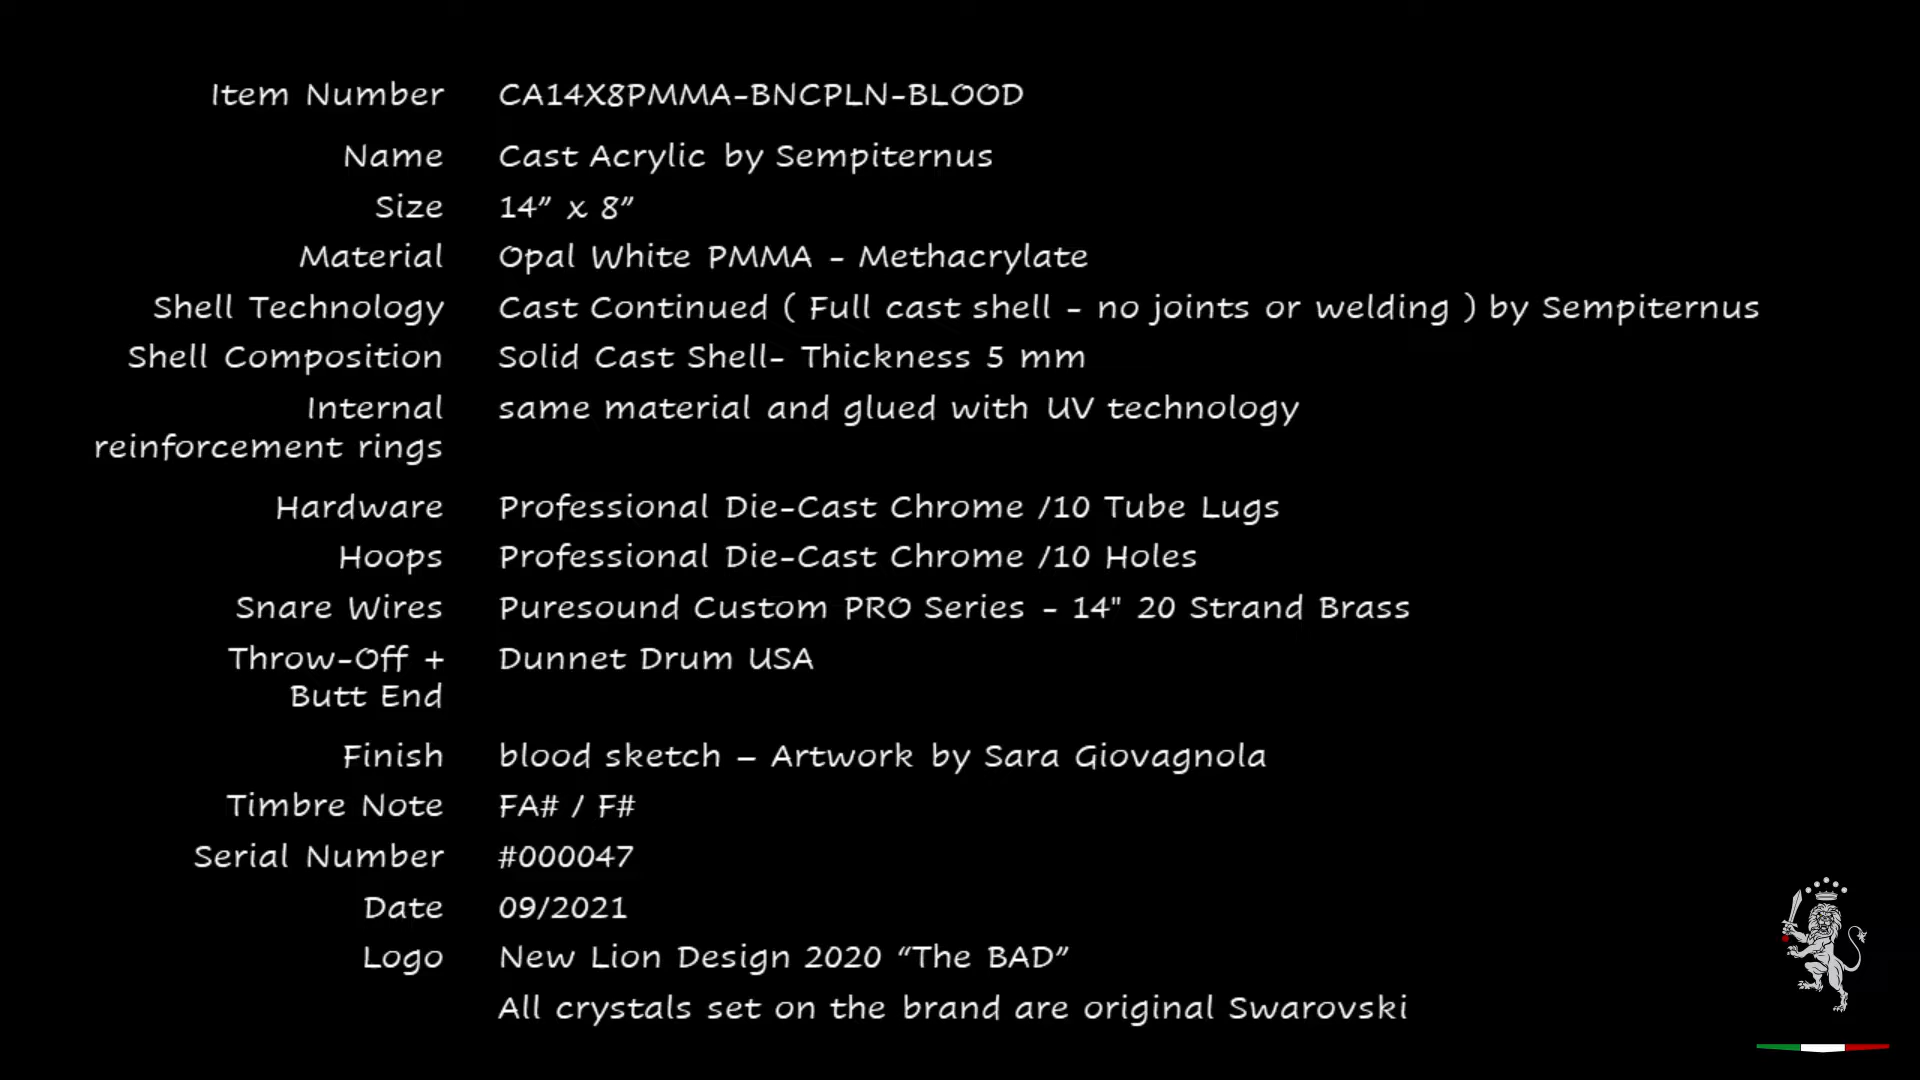 Item Number CA14X8PMMA-BNCPLN-BLOOD
Name Cast Acrylic by Sempiternus
Size 14” x 8”
Material Opal White PMMA - Methacrylate
Shell Technology Cast Continued ( Full cast shell - no joints or welding ) by Sempiternus
Shell Composition Solid Cast Shell- Thickness 5 mm
Internal same material and glued with UV technology
reinforcement rings
Hardware Professional Die-Cast Chrome /10 Tube Lugs
Hoops Professional Die-Cast Chrome /10 Holes
Snare Wires Puresound Custom PRO Series - 14" 20 Strand Brass
Throw-Off + Dunnet Drum USA
Butt End
Finish blood sketch – Artwork by Sara Giovagnola
Timbre Note FA# / F#
Serial Number #000047
Date 09/2021
Logo New Lion Design 2020 “The BAD”
All crystals set on the brand are original Swarovski